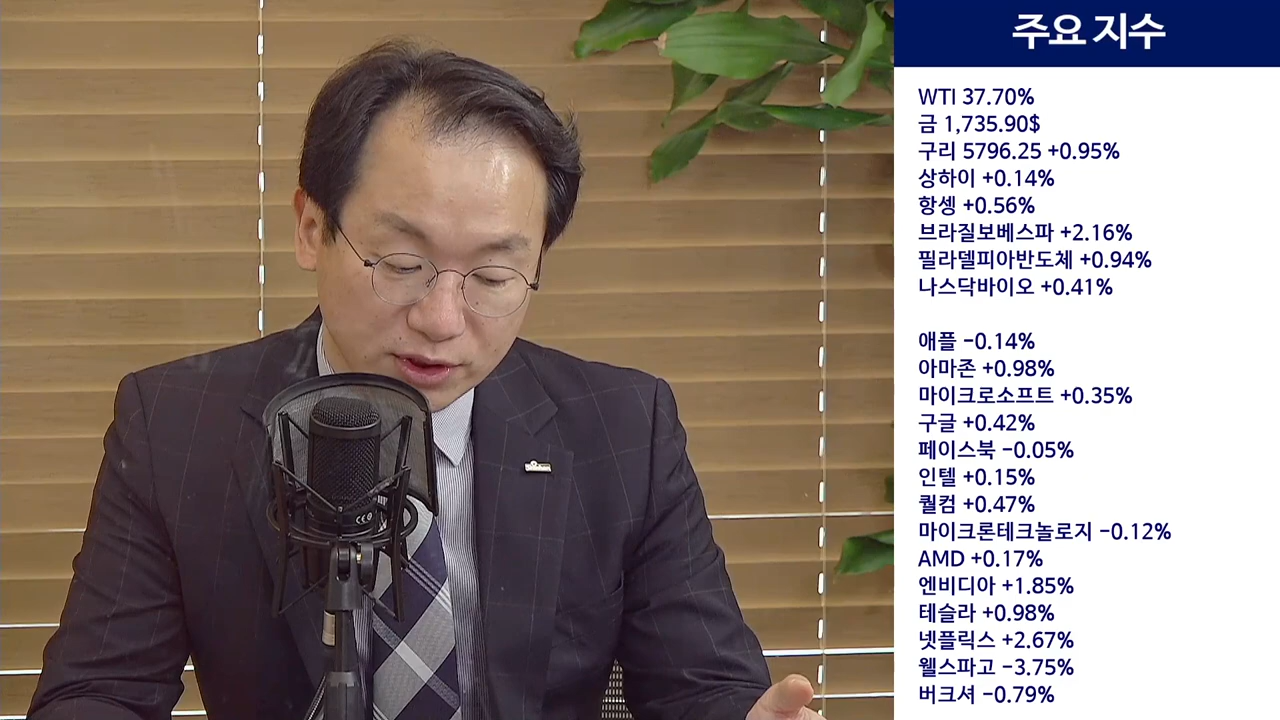 주요 지수
WTI 37.70%
금 1,735.90$
구리 5796.25 +0.95%
상하이 +0.14%
항셍 +0.56%
브라질보베스파 +2.16%
필라델피아반도체 +0.94%
나스닥바이오 +0.41%
애플 -0.14%
아마존 +0.98%
마이크로소프트 +0.35%
구글 +0.42%
페이스북 -0.05%
인텔 +0.15%
퀄컴 +0.47%
마이크론테크놀로지 -0.12%
AMD +0.17%
엔비디아 +1.85%
테슬라 +0.98%
넷플릭스 +2.67%
웰스파고 -3.75%
버크셔 -0.79%
CE